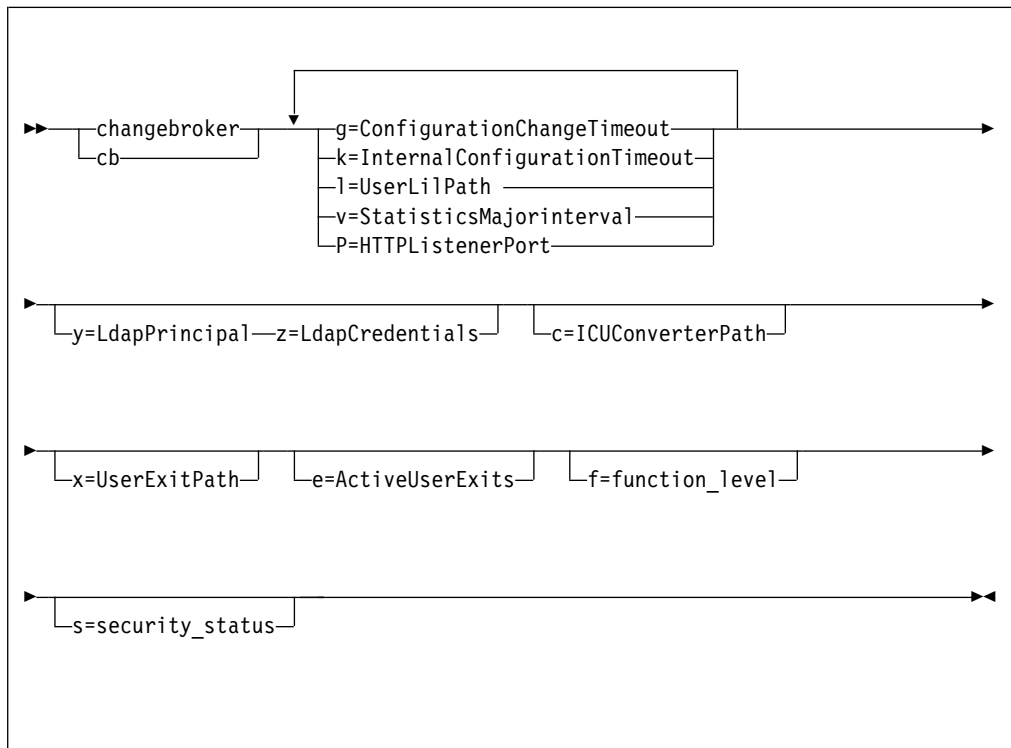 changebroker g=ConfigurationChangeTimeout
cb k=InternalConfigurationTimeout
l=UserLilPath
v=StatisticsMajorinterval
P=HTTPListenerPort
y=LdapPrincipal z=LdapCredentials c=ICUConverterPath
x=UserExitPath e=ActiveUserExits f=function_level
s=security_status